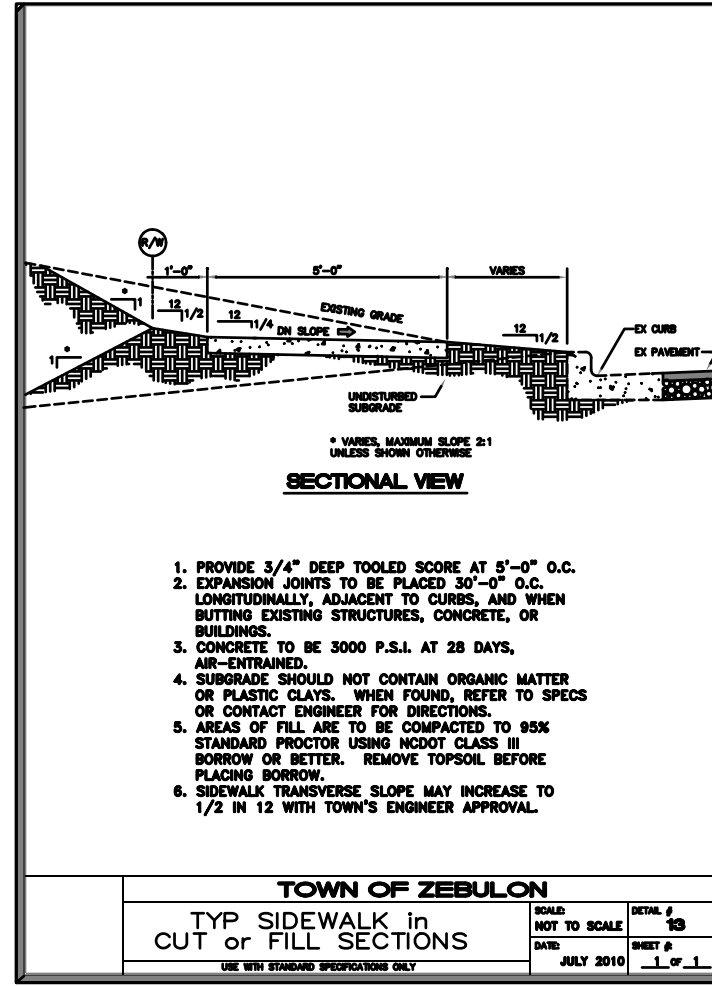 R/W
1'-0"
5'-0"
VARIES
*
1
12
1/2
12
1/4
DN SLOPE
EXISTING GRADE
12
1/2
EX CURB
EX PAVEMENT
*
1
UNDISTURBED
SUBGRADE
* VARIES, MAXIMUM SLOPE 2:1
UNLESS SHOWN OTHERWISE
SECTIONAL VIEW
1. PROVIDE 3/4" DEEP TOOLED SCORE AT 5'-0" O.C.
2. EXPANSION JOINTS TO BE PLACED 30'-0" O.C.
LONGITUDINALLY, ADJACENT TO CURBS, AND WHEN
BUTTING EXISTING STRUCTURES, CONCRETE, OR
BUILDINGS.
3. CONCRETE TO BE 3000 P.S.I. AT 28 DAYS,
AIR-ENTRAINED.
4. SUBGRADE SHOULD NOT CONTAIN ORGANIC MATTER
OR PLASTIC CLAYS. WHEN FOUND, REFER TO SPECS
OR CONTACT ENGINEER FOR DIRECTIONS.
5. AREAS OF FILL ARE TO BE COMPACTED TO 95%
STANDARD PROCTOR USING NCDOT CLASS III
BORROW OR BETTER. REMOVE TOPSOIL BEFORE
PLACING BORROW.
6. SIDEWALK TRANSVERSE SLOPE MAY INCREASE TO
1/2 IN 12 WITH TOWN'S ENGINEER APPROVAL.
TOWN OF ZEBULON
TYP SIDEWALK in
CUT or FILL SECTIONS
USE WITH STANDARD SPECIFICATIONS ONLY
SCALE:
NOT TO SCALE
DETAIL #
13
DATE:
JULY 2010
SHEET #:
1 OF 1